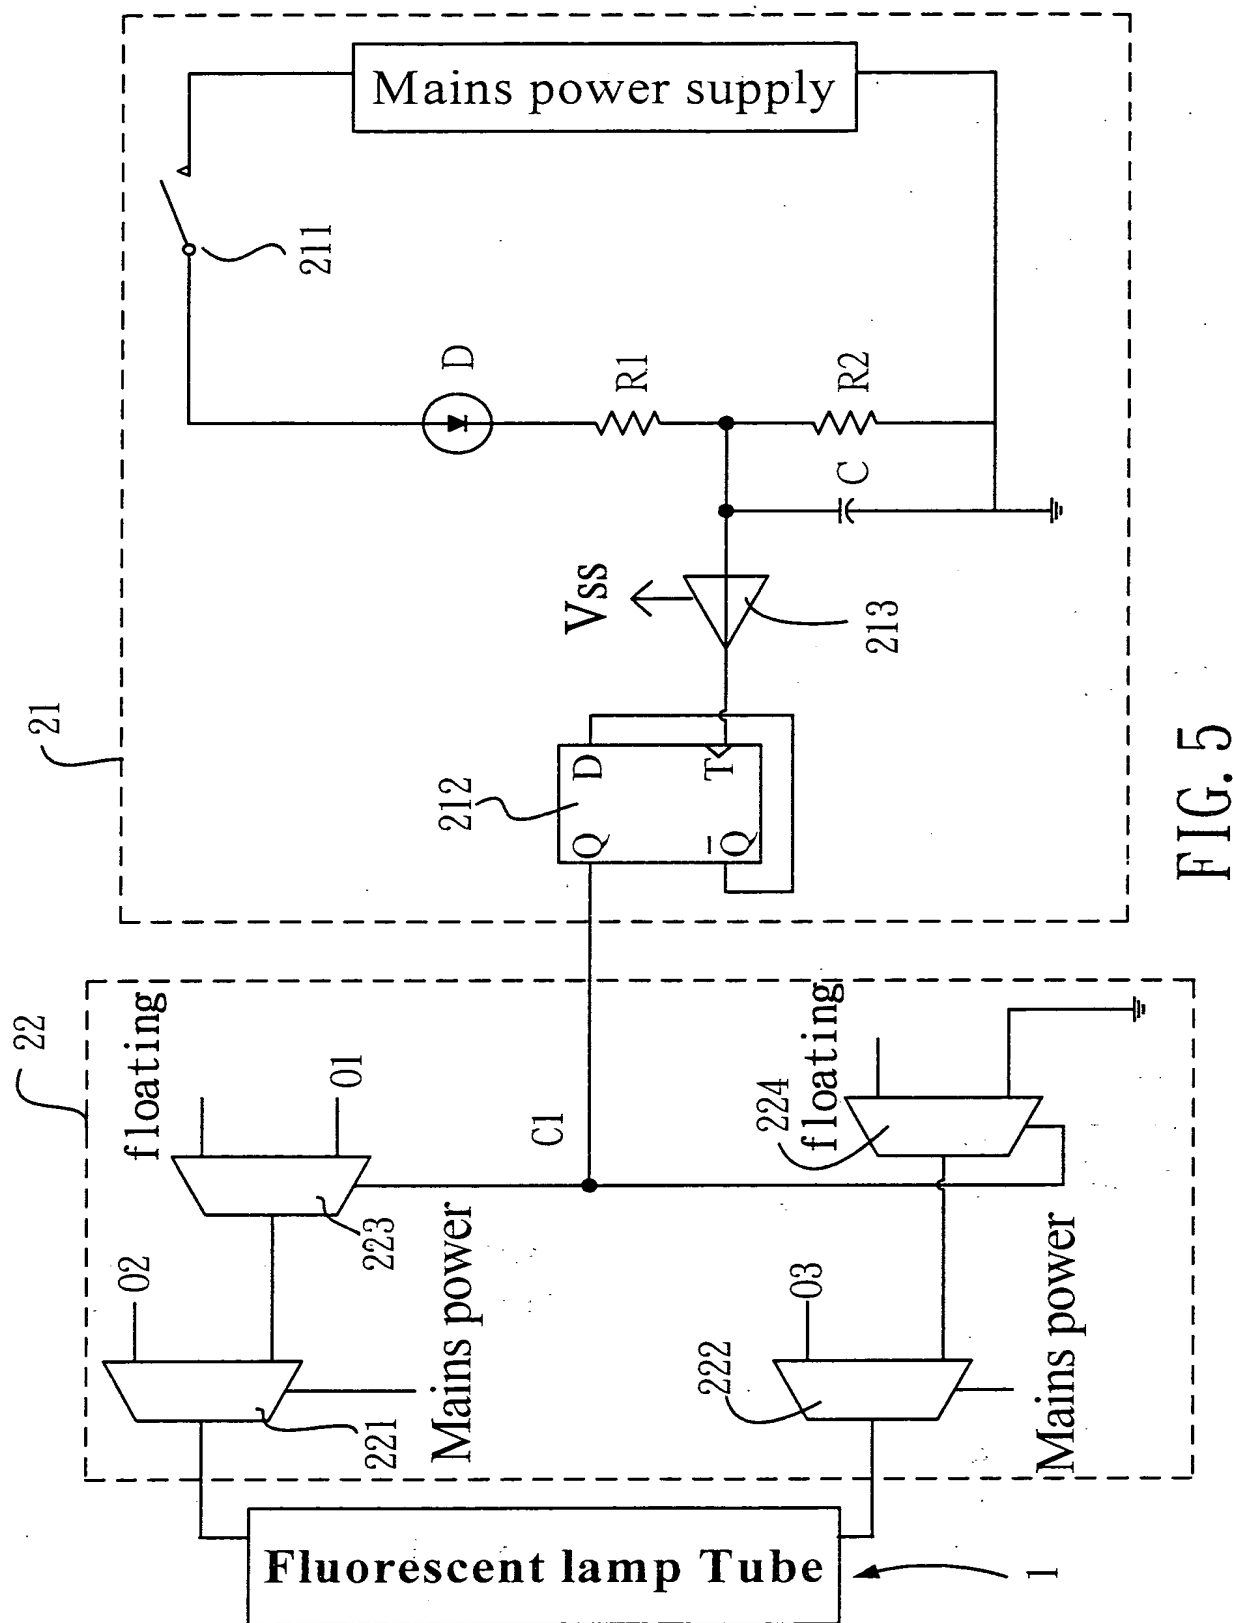 Mains power supply
211
D
R1
R2
C
Vss
213
21
212
Q
D
Q̅
T
22
floating
01
C1
floating
224
223
02
Mains power
221
03
222
Mains power
Fluorescent lamp Tube
1
FIG. 5